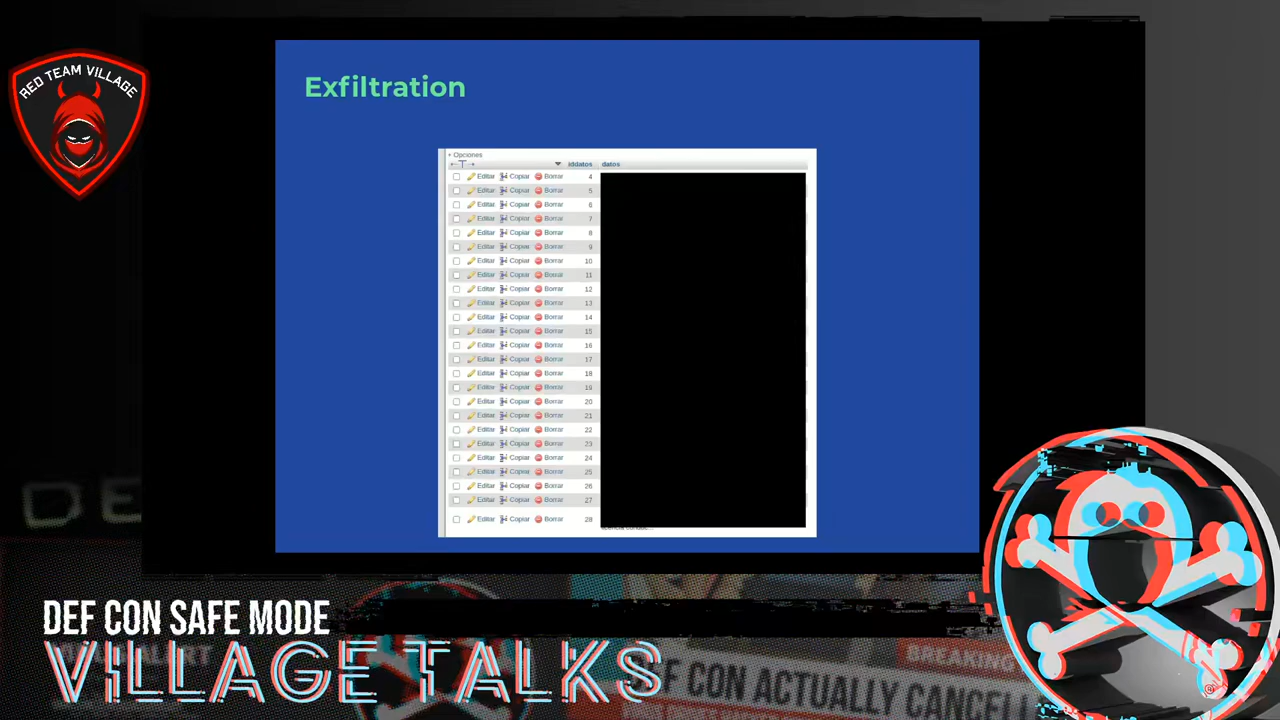 RED TEAM VILLAGE
Exfiltration
+ Opciones
←T→ iddatos datos
Editar Copiar Borrar 4
Editar Copiar Borrar 5
Editar Copiar Borrar 6
Editar Copiar Borrar 7
Editar Copiar Borrar 8
Editar Copiar Borrar 9
Editar Copiar Borrar 10
Editar Copiar Borrar 11
Editar Copiar Borrar 12
Editar Copiar Borrar 13
Editar Copiar Borrar 14
Editar Copiar Borrar 15
Editar Copiar Borrar 16
Editar Copiar Borrar 17
Editar Copiar Borrar 18
Editar Copiar Borrar 19
Editar Copiar Borrar 20
Editar Copiar Borrar 21
Editar Copiar Borrar 22
Editar Copiar Borrar 23
Editar Copiar Borrar 24
Editar Copiar Borrar 25
Editar Copiar Borrar 26
Editar Copiar Borrar 27
Editar Copiar Borrar 28
DEF CON SAFE MODE
VILLAGE TALKS
BREAKING
DEF CON ACTUALLY CANCEL